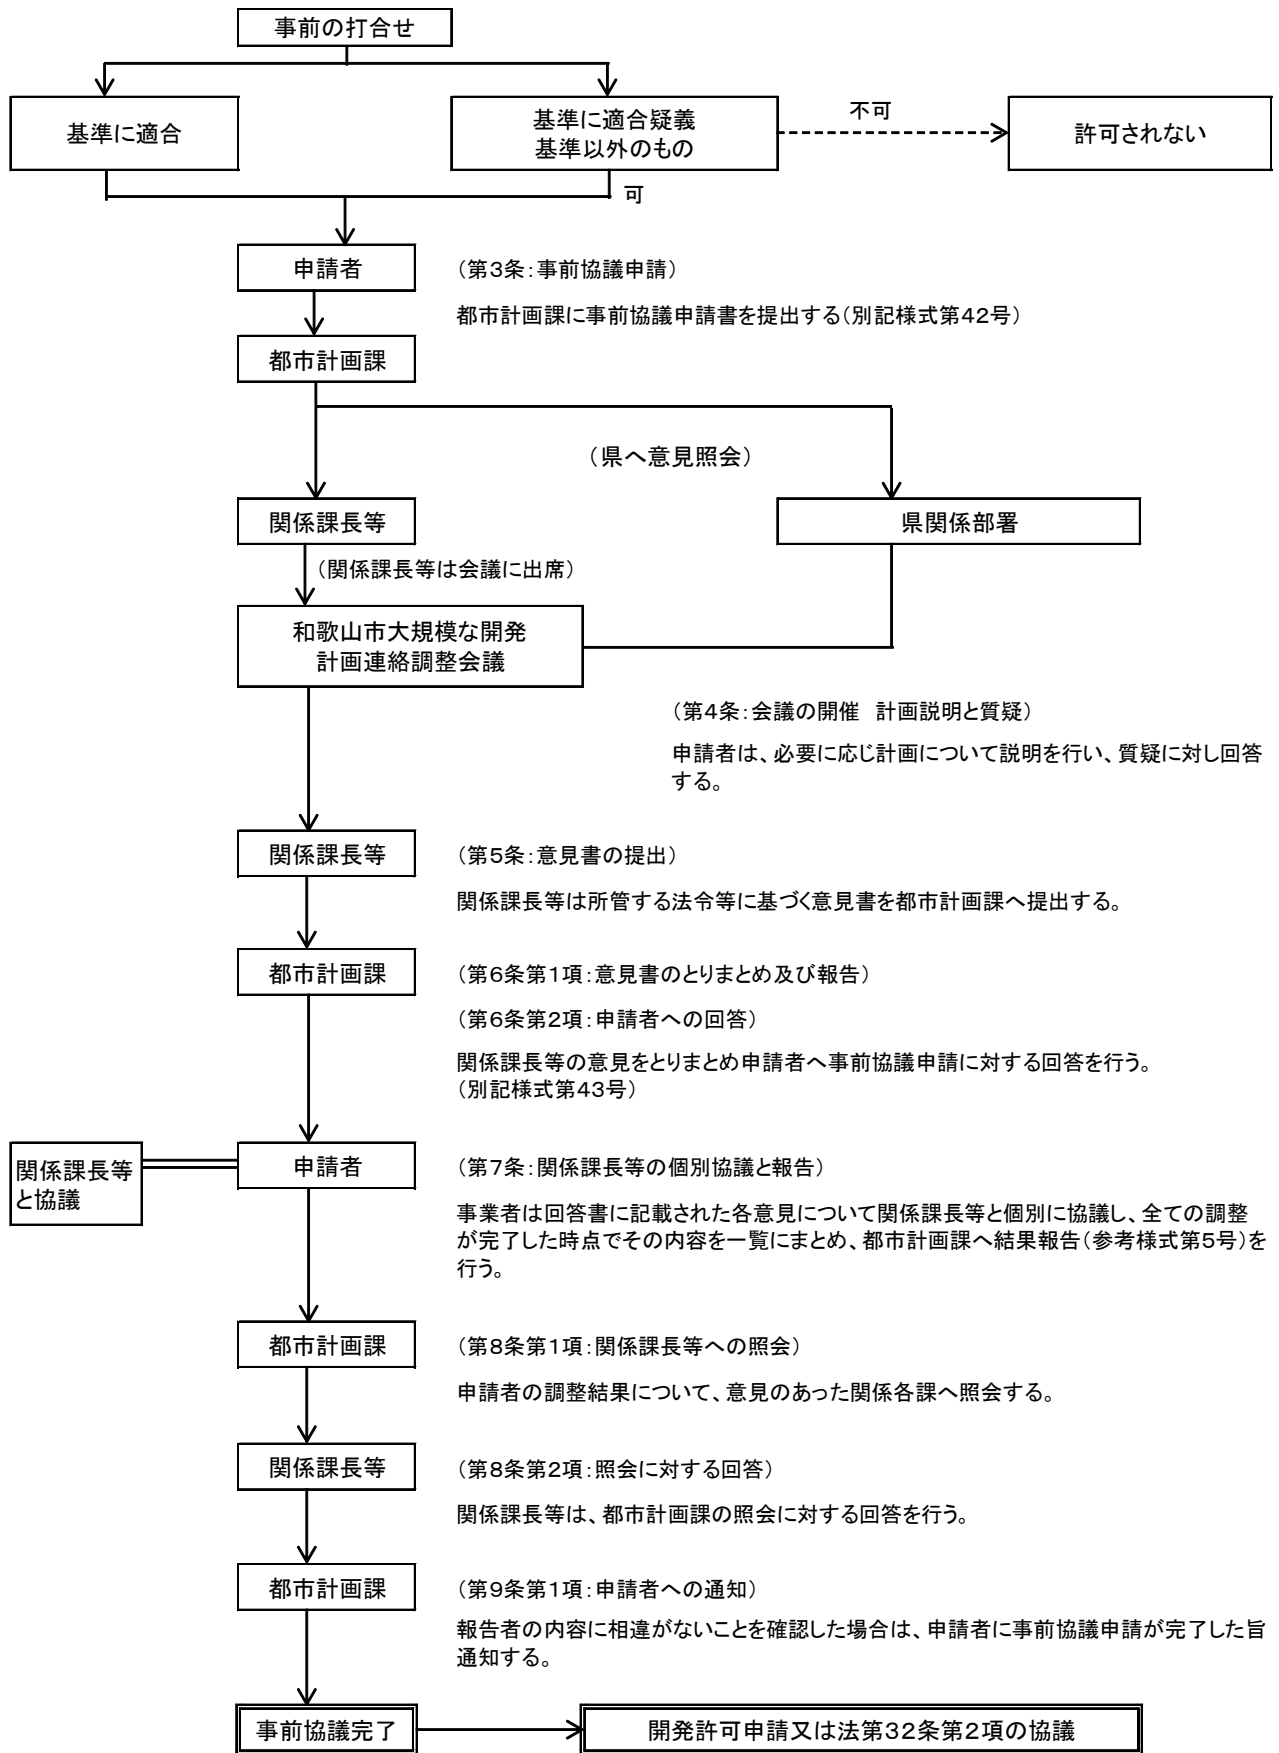 事前の打合せ
基準に適合
基準に適合疑義
基準以外のもの
不可
許可されない
可
申請者
（第3条：事前協議申請）
都市計画課に事前協議申請書を提出する（別記様式第42号）
都市計画課
（県へ意見照会）
関係課長等
県関係部署
（関係課長等は会議に出席）
和歌山市大規模な開発
計画連絡調整会議
（第4条：会議の開催　計画説明と質疑）
申請者は、必要に応じ計画について説明を行い、質疑に対し回答
する。
関係課長等
（第5条：意見書の提出）
関係課長等は所管する法令等に基づく意見書を都市計画課へ提出する。
都市計画課
（第6条第1項：意見書のとりまとめ及び報告）
（第6条第2項：申請者への回答）
関係課長等の意見をとりまとめ申請者へ事前協議申請に対する回答を行う。
（別記様式第43号）
関係課長等
と協議
申請者
（第7条：関係課長等の個別協議と報告）
事業者は回答書に記載された各意見について関係課長等と個別に協議し、全ての調整
が完了した時点でその内容を一覧にまとめ、都市計画課へ結果報告（参考様式第5号）を
行う。
都市計画課
（第8条第1項：関係課長等への照会）
申請者の調整結果について、意見のあった関係各課へ照会する。
関係課長等
（第8条第2項：照会に対する回答）
関係課長等は、都市計画課の照会に対する回答を行う。
都市計画課
（第9条第1項：申請者への通知）
報告者の内容に相違がないことを確認した場合は、申請者に事前協議申請が完了した旨
通知する。
事前協議完了
開発許可申請又は法第32条第2項の協議